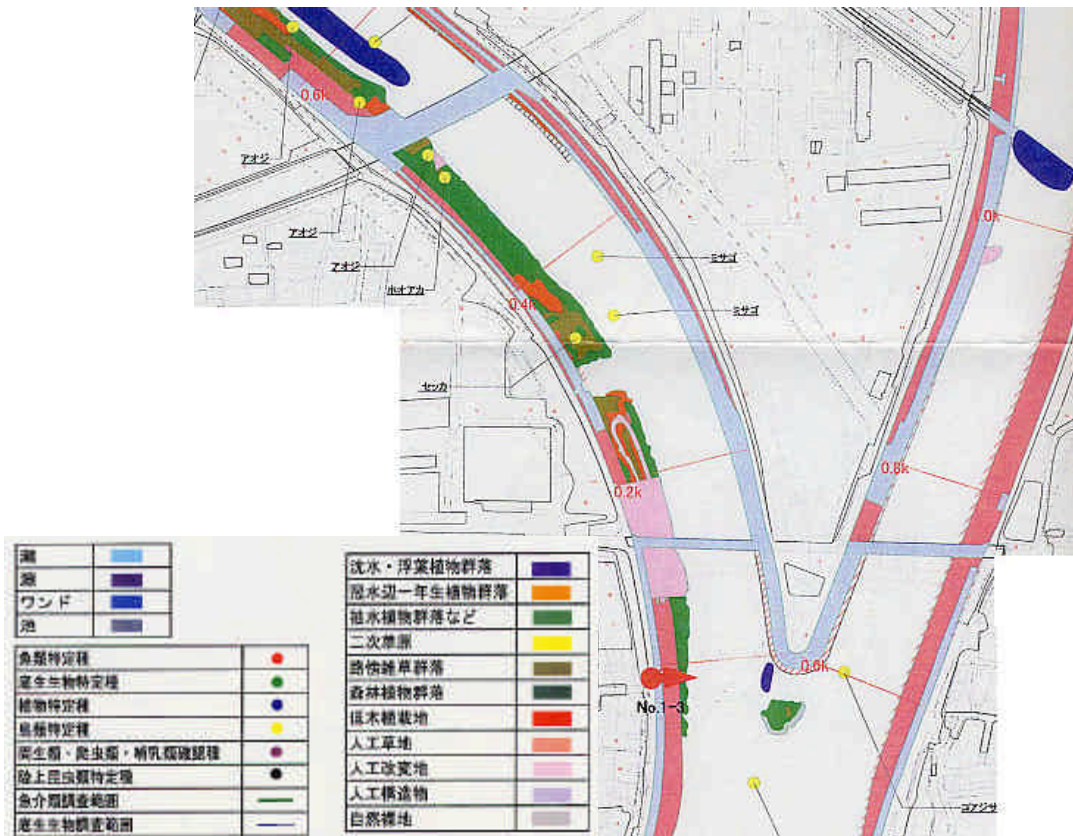 0.6k
アオジ
アオジ
アオジ
ホオアカ
ミサゴ
0.4k
ミサゴ
セッカ
.0k
0.8k
0.2k
0.6k
No.1-3
コアジサ
瀬
淵
ワンド
池
魚類特定種
底生生物特定種
植物特定種
鳥類特定種
両生類・爬虫類・哺乳類確認種
陸上昆虫類特定種
魚介類調査範囲
底生生物調査範囲
沈水・浮葉植物群落
湿水辺一年生植物群落
抽水植物群落など
二次草原
路傍雑草群落
森林植物群落
低木植栽地
人工草地
人工改変地
人工構造物
自然裸地